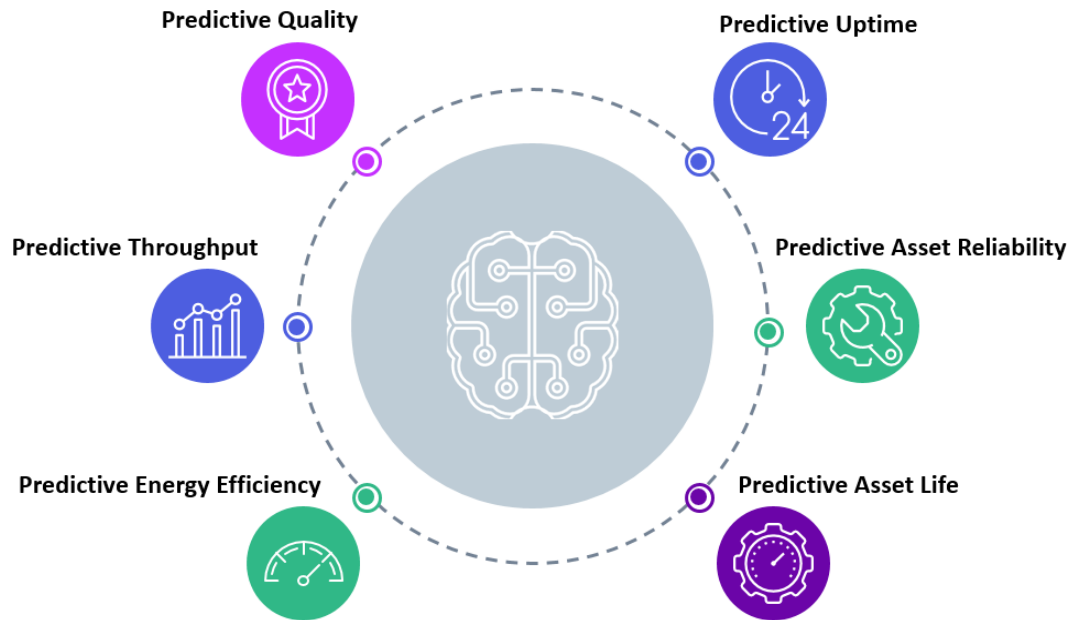 Predictive Quality
Predictive Uptime
24
Predictive Throughput
Predictive Asset Reliability
Predictive Energy Efficiency
Predictive Asset Life